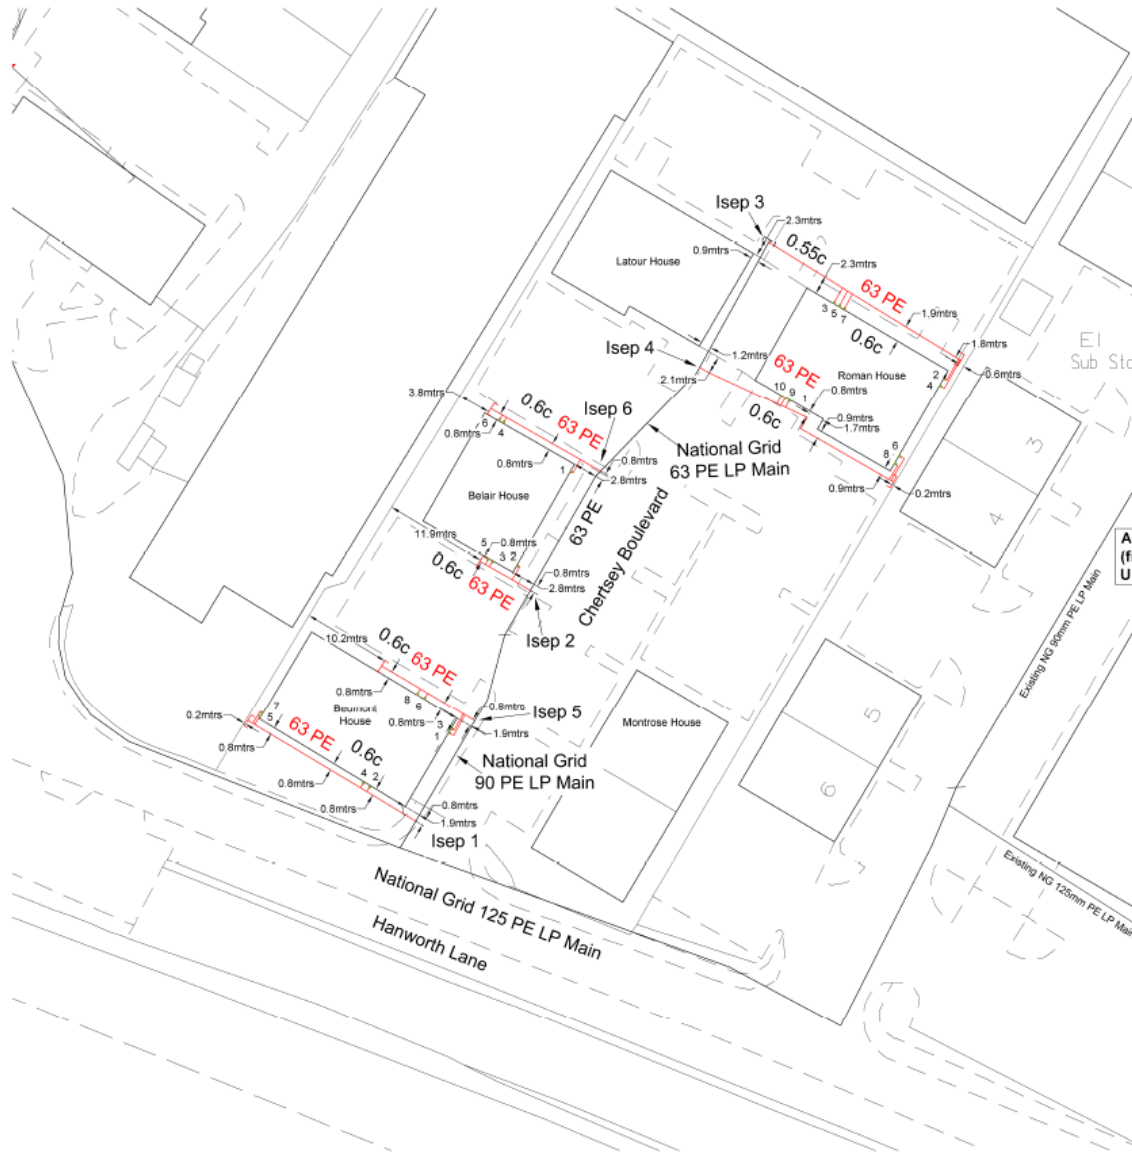 Isep 3
2.3mtrs
0.9mtrs
0.55c
2.3mtrs
Latour House
63 PE
3
5
7
1.9mtrs
0.6c
1.8mtrs
0.6mtrs
2
4
El
Sub Sta
Isep 4
1.2mtrs
2.1mtrs
63 PE
Roman House
0.8mtrs
10
9
1
0.9mtrs
1.7mtrs
0.6c
6
8
0.9mtrs
0.2mtrs
3
4
3.8mtrs
0.6c
63 PE
Isep 6
6
4
0.8mtrs
0.8mtrs
1
0.8mtrs
2.8mtrs
National Grid
63 PE LP Main
Belair House
63 PE
Chertsey Boulevard
11.9mtrs
5
0.8mtrs
3
2
0.6c
63 PE
0.8mtrs
2.8mtrs
Isep 2
A
(f
U
Existing NG 90mm PE LP Main
10.2mtrs
0.6c
63 PE
0.8mtrs
8
6
Beumont
House
0.8mtrs
3
1
0.8mtrs
Isep 5
1.9mtrs
7
5
0.2mtrs
0.8mtrs
63 PE
0.6c
4
2
0.8mtrs
0.8mtrs
National Grid
90 PE LP Main
0.8mtrs
1.9mtrs
Isep 1
Montrose House
5
6
Existing NG 125mm PE LP Main
National Grid 125 PE LP Main
Hanworth Lane